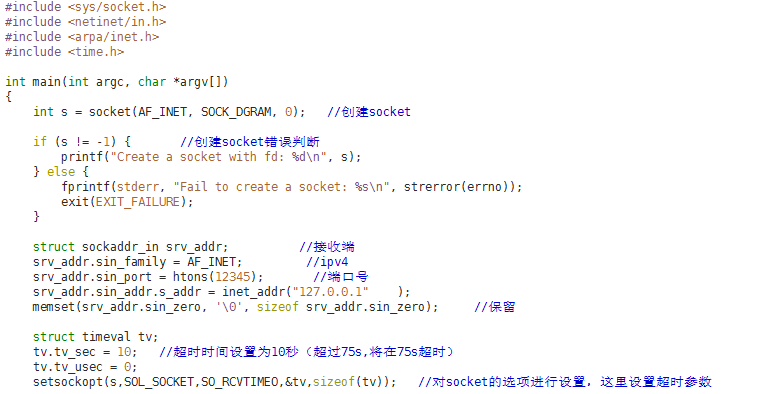 #include <sys/socket.h>
#include <netinet/in.h>
#include <arpa/inet.h>
#include <time.h>

int main(int argc, char *argv[])
{
    int s = socket(AF_INET, SOCK_DGRAM, 0);   //创建socket

    if (s != -1) {       //创建socket错误判断
        printf("Create a socket with fd: %d\n", s);
    } else {
        fprintf(stderr, "Fail to create a socket: %s\n", strerror(errno));
        exit(EXIT_FAILURE);
    }

    struct sockaddr_in srv_addr;          //接收端
    srv_addr.sin_family = AF_INET;         //ipv4
    srv_addr.sin_port = htons(12345);       //端口号
    srv_addr.sin_addr.s_addr = inet_addr("127.0.0.1"    );
    memset(srv_addr.sin_zero, '\0', sizeof srv_addr.sin_zero);     //保留

    struct timeval tv;
    tv.tv_sec = 10;   //超时时间设置为10秒（超过75s,将在75s超时）
    tv.tv_usec = 0;
    setsockopt(s,SOL_SOCKET,SO_RCVTIMEO,&tv,sizeof(tv));   //对socket的选项进行设置，这里设置超时参数